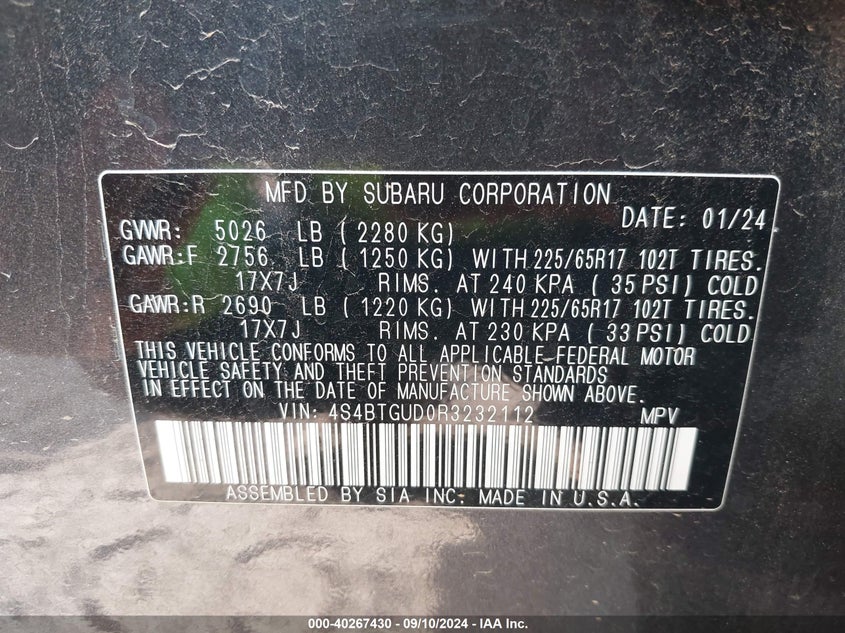 MFD BY SUBARU CORPORATION
DATE: 01/24
GVWR: 5026 LB ( 2280 KG)
GAWR:F 2756 LB ( 1250 KG) WITH 225/65R17 102T TIRES.
17X7J RIMS. AT 240 KPA ( 35 PSI) COLD
GAWR:R 2690 LB ( 1220 KG) WITH 225/65R17 102T TIRES.
17X7J RIMS. AT 230 KPA ( 33 PSI) COLD
THIS VEHICLE CONFORMS TO ALL APPLICABLE FEDERAL MOTOR
VEHICLE SAFETY AND THEFT PREVENTION STANDARDS
IN EFFECT ON THE DATE OF MANUFACTURE SHOWN ABOVE.
VIN: 4S4BTGUD0R3232112 MPV
ASSEMBLED BY SIA INC. MADE IN U.S.A.
000-40267430 - 09/10/2024 - IAA Inc.